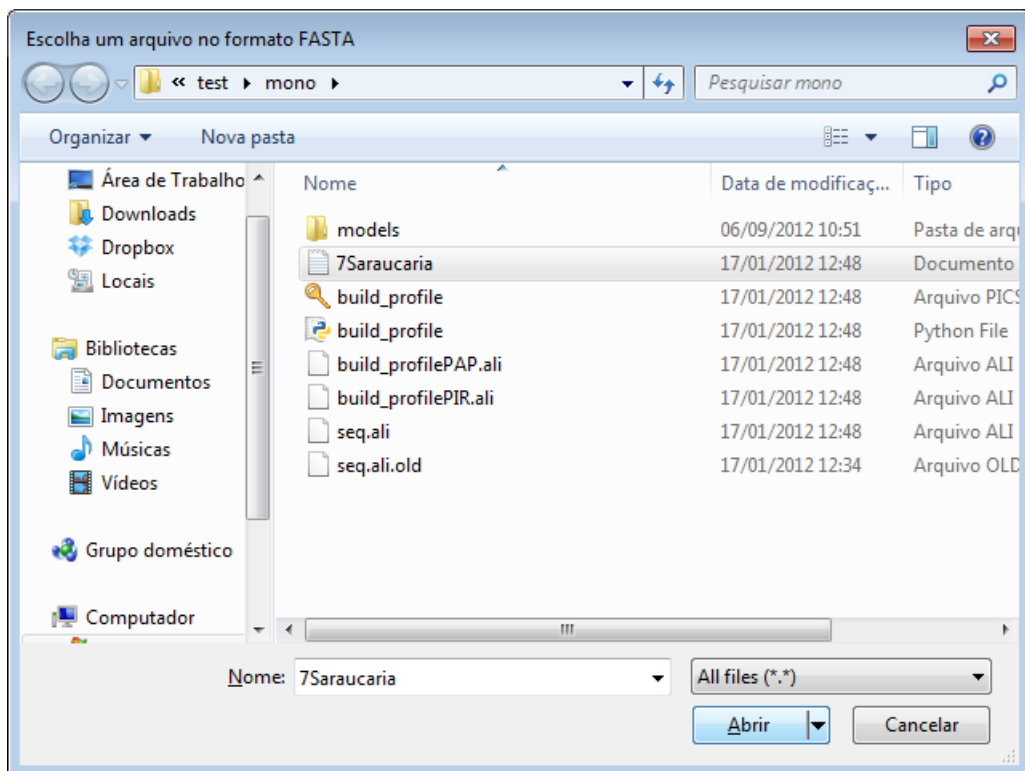 Escolha um arquivo no formato FASTA
« test mono
Pesquisar mono
Organizar Nova pasta
Área de Trabalho
Downloads
Dropbox
Locais
Bibliotecas
Documentos
Imagens
Músicas
Vídeos
Grupo doméstico
Computador
Nome Data de modificaç... Tipo
models 06/09/2012 10:51 Pasta de arqu
7Saraucaria 17/01/2012 12:48 Documento
build_profile 17/01/2012 12:48 Arquivo PICS
build_profile 17/01/2012 12:48 Python File
build_profilePAP.ali 17/01/2012 12:48 Arquivo ALI
build_profilePIR.ali 17/01/2012 12:48 Arquivo ALI
seq.ali 17/01/2012 12:48 Arquivo ALI
seq.ali.old 17/01/2012 12:34 Arquivo OLD
Nome: 7Saraucaria All files (*.*)
Abrir Cancelar